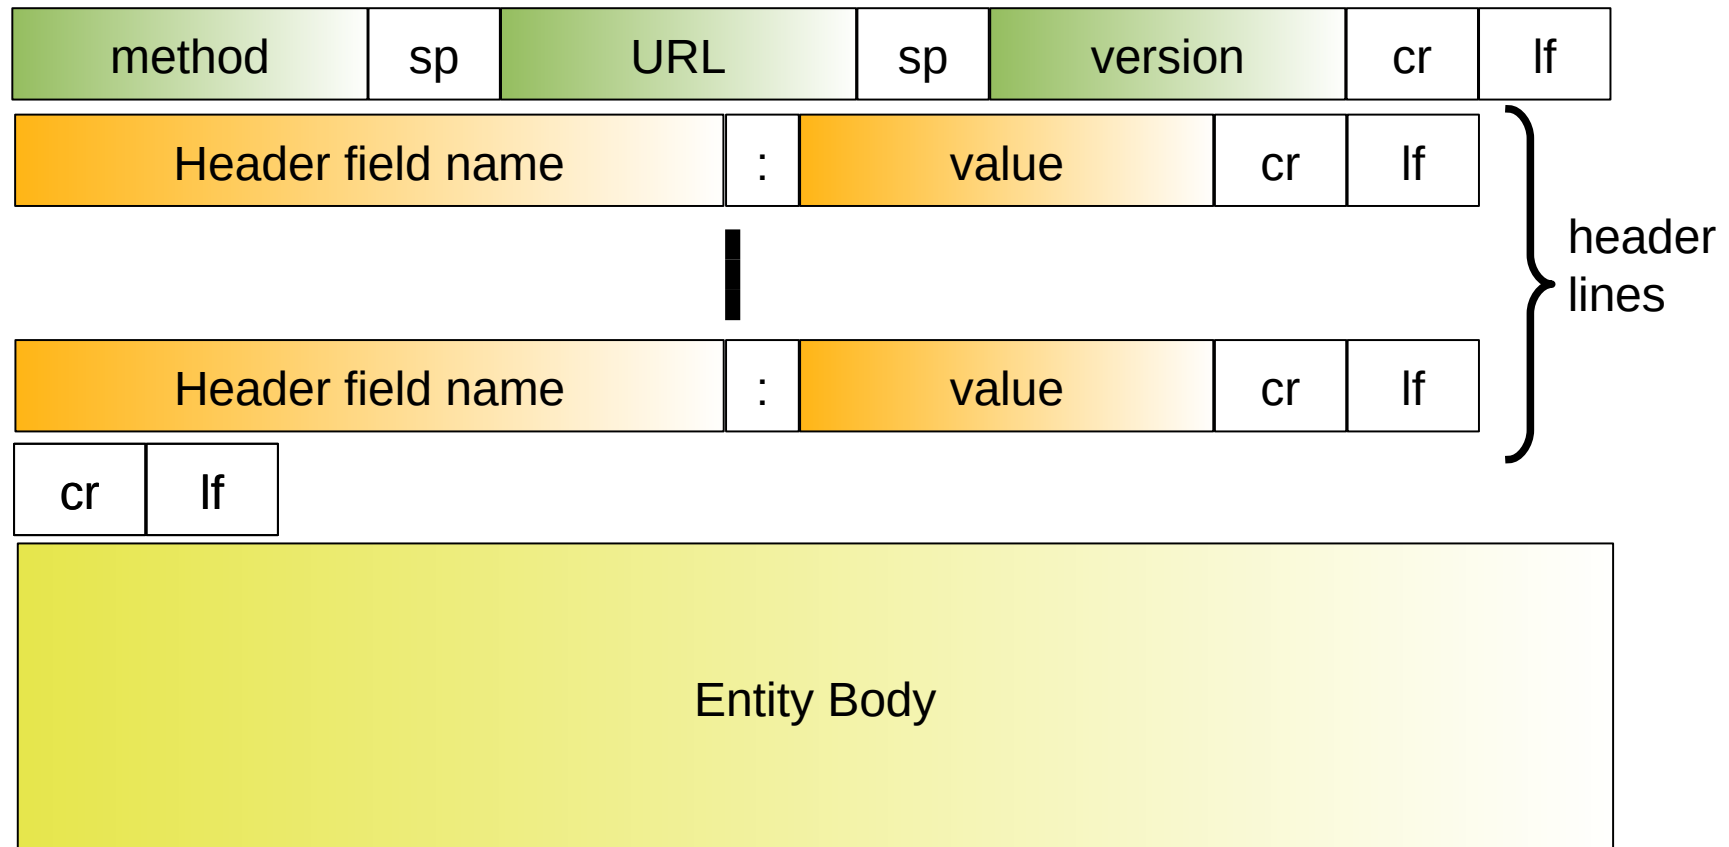 method sp URL sp version cr lf
Header field name : value cr lf
header
lines
Header field name : value cr lf
cr lf
Entity Body